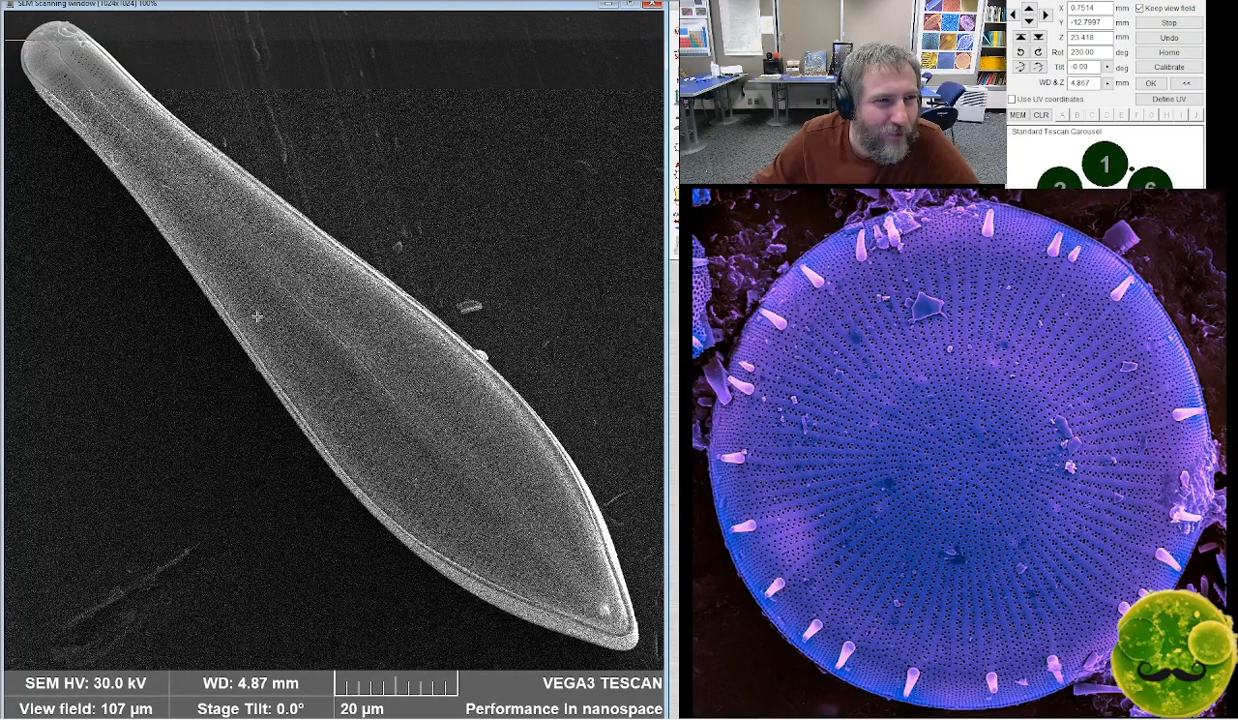 SEM Scanning window [1024x1024] 100%
SEM HV: 30.0 kV
WD: 4.87 mm
VEGA3 TESCAN
View field: 107 µm
Stage Tilt: 0.0°
20 µm
Performance in nanospace
X 0.7514 mm
Y -12.7997
Z 23.418 mm
Rot 230.00 deg
Tilt -0.00 deg
WD & Z 4.867 mm
Keep view field
Stop
Undo
Home
Calibrate
OK <<
Use UV coordinates
Define UV
MEM CLR A B C D E F G H I J
Standard Tescan Carousel
1